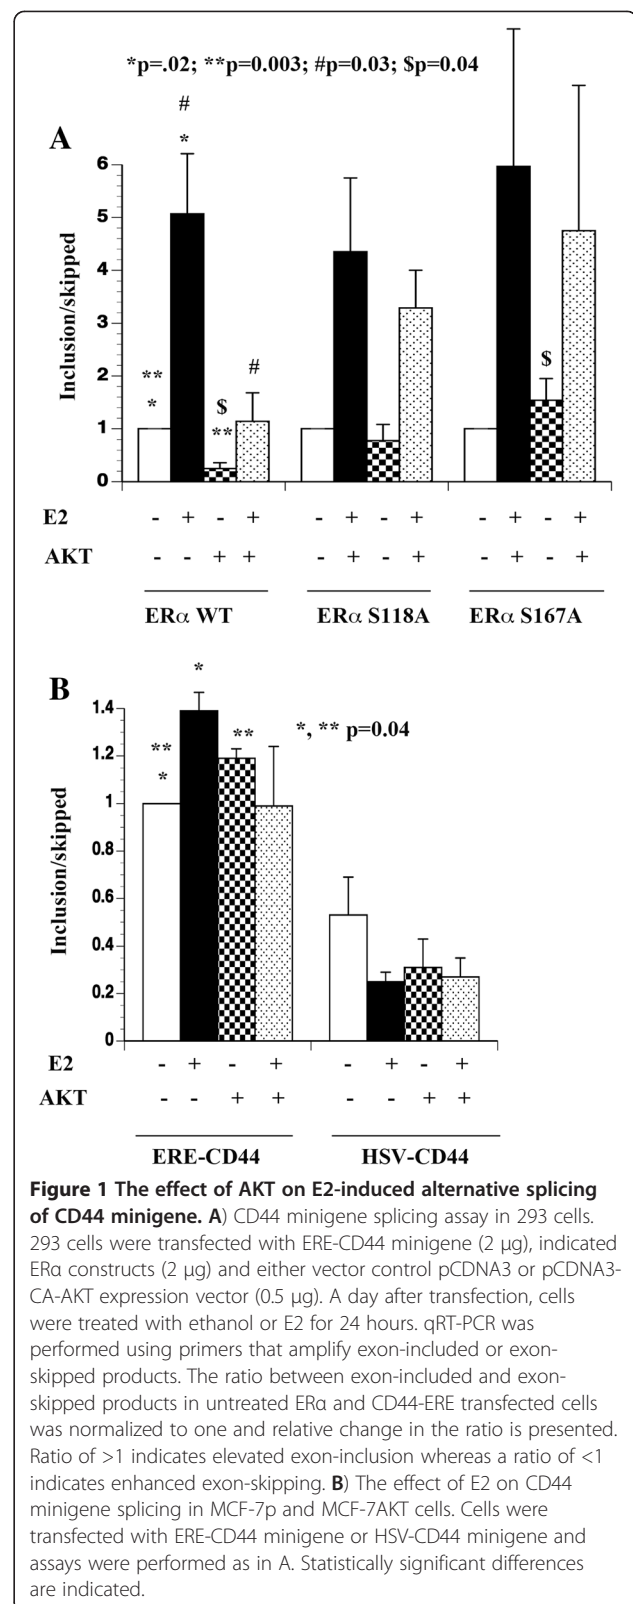 *p=.02; **p=0.003; #p=0.03; $p=0.04
A
#
*
**
*
$
**
#
$
Inclusion/skipped
6
5
4
3
2
1
0
E2 - + - + - + - + - + - +
AKT - - + + - + - + - + - +
ERα WT ERα S118A ERα S167A
B
*
**
*
**
*, ** p=0.04
Inclusion/skipped
1.4
1.2
1
0.8
0.6
0.4
0.2
0
E2 - + - + - + - +
AKT - - + + - - + +
ERE-CD44 HSV-CD44
Figure 1 The effect of AKT on E2-induced alternative splicing
of CD44 minigene. A) CD44 minigene splicing assay in 293 cells.
293 cells were transfected with ERE-CD44 minigene (2 μg), indicated
ERα constructs (2 μg) and either vector control pCDNA3 or pCDNA3-
CA-AKT expression vector (0.5 μg). A day after transfection, cells
were treated with ethanol or E2 for 24 hours. qRT-PCR was
performed using primers that amplify exon-included or exon-
skipped products. The ratio between exon-included and exon-
skipped products in untreated ERα and CD44-ERE transfected cells
was normalized to one and relative change in the ratio is presented.
Ratio of >1 indicates elevated exon-inclusion whereas a ratio of <1
indicates enhanced exon-skipping. B) The effect of E2 on CD44
minigene splicing in MCF-7p and MCF-7AKT cells. Cells were
transfected with ERE-CD44 minigene or HSV-CD44 minigene and
assays were performed as in A. Statistically significant differences
are indicated.